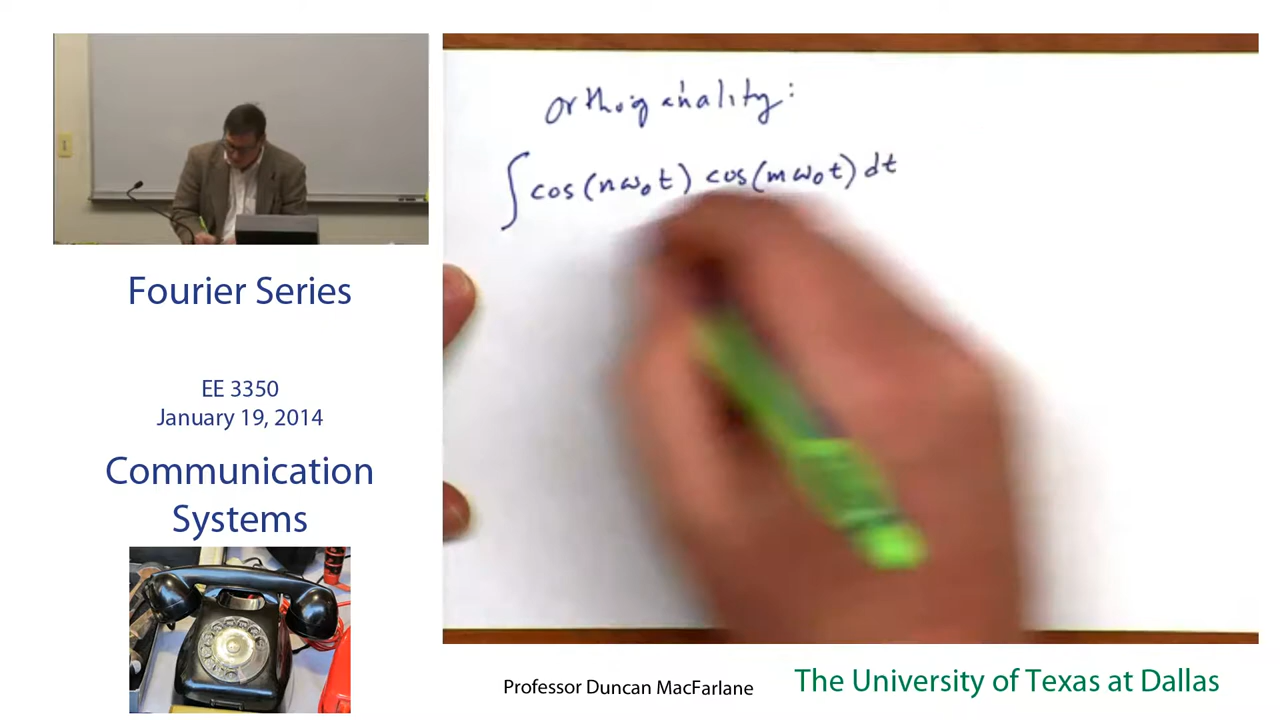 orthoganality:
∫ cos(nω₀t) cos(mω₀t) dt
Fourier Series
EE 3350
January 19, 2014
Communication
Systems
Professor Duncan MacFarlane
The University of Texas at Dallas